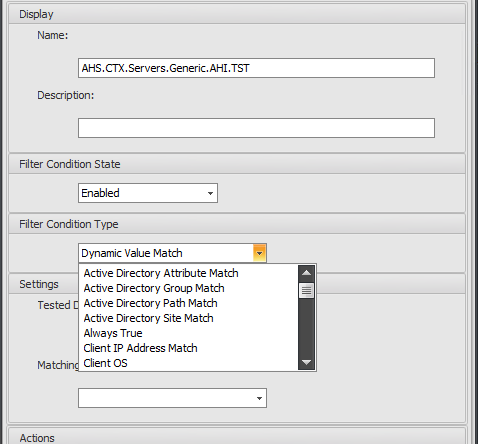 Display
Name:
AHS.CTX.Servers.Generic.AHI.TST
Description:
Filter Condition State
Enabled
Filter Condition Type
Dynamic Value Match
Active Directory Attribute Match
Active Directory Group Match
Active Directory Path Match
Active Directory Site Match
Always True
Client IP Address Match
Client OS
Settings
Tested D
Matching
Actions